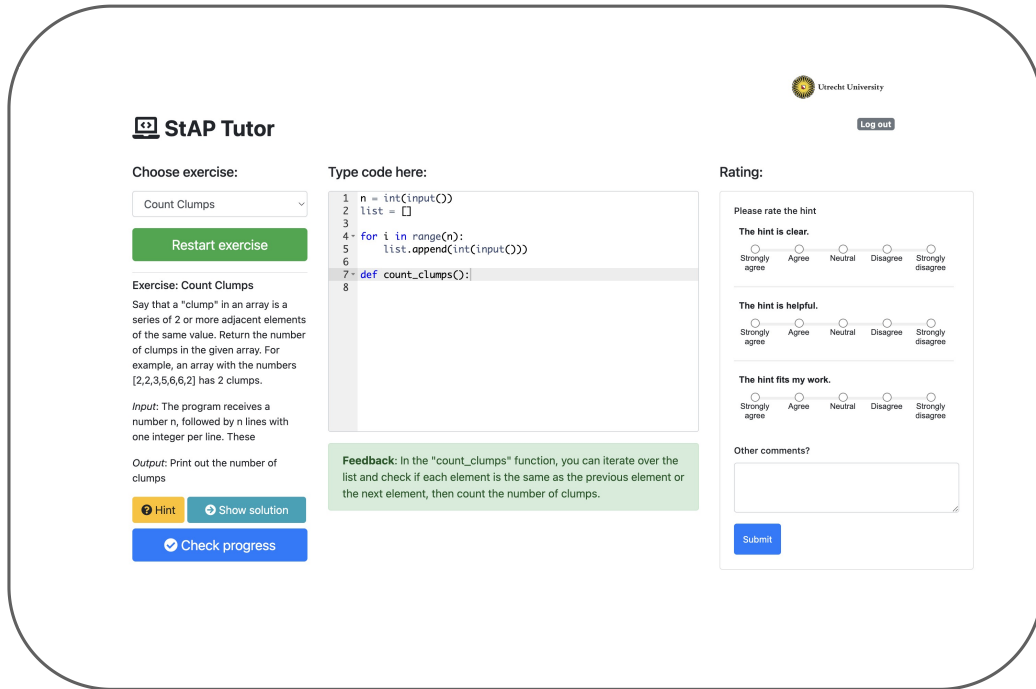 Utrecht University
StAP Tutor
Log out
Choose exercise:
Count Clumps
Restart exercise
Exercise: Count Clumps
Say that a "clump" in an array is a
series of 2 or more adjacent elements
of the same value. Return the number
of clumps in the given array. For
example, an array with the numbers
[2,2,3,5,6,6,2] has 2 clumps.
Input: The program receives a
number n, followed by n lines with
one integer per line. These
Output: Print out the number of
clumps
Hint
Show solution
Check progress
Type code here:
1 n = int(input())
2 list = []
3
4 for i in range(n):
5     list.append(int(input()))
6
7 def count_clumps():
8
Feedback: In the "count_clumps" function, you can iterate over the
list and check if each element is the same as the previous element or
the next element, then count the number of clumps.
Rating:
Please rate the hint
The hint is clear.
Strongly agree Agree Neutral Disagree Strongly disagree
The hint is helpful.
Strongly agree Agree Neutral Disagree Strongly disagree
The hint fits my work.
Strongly agree Agree Neutral Disagree Strongly disagree
Other comments?
Submit